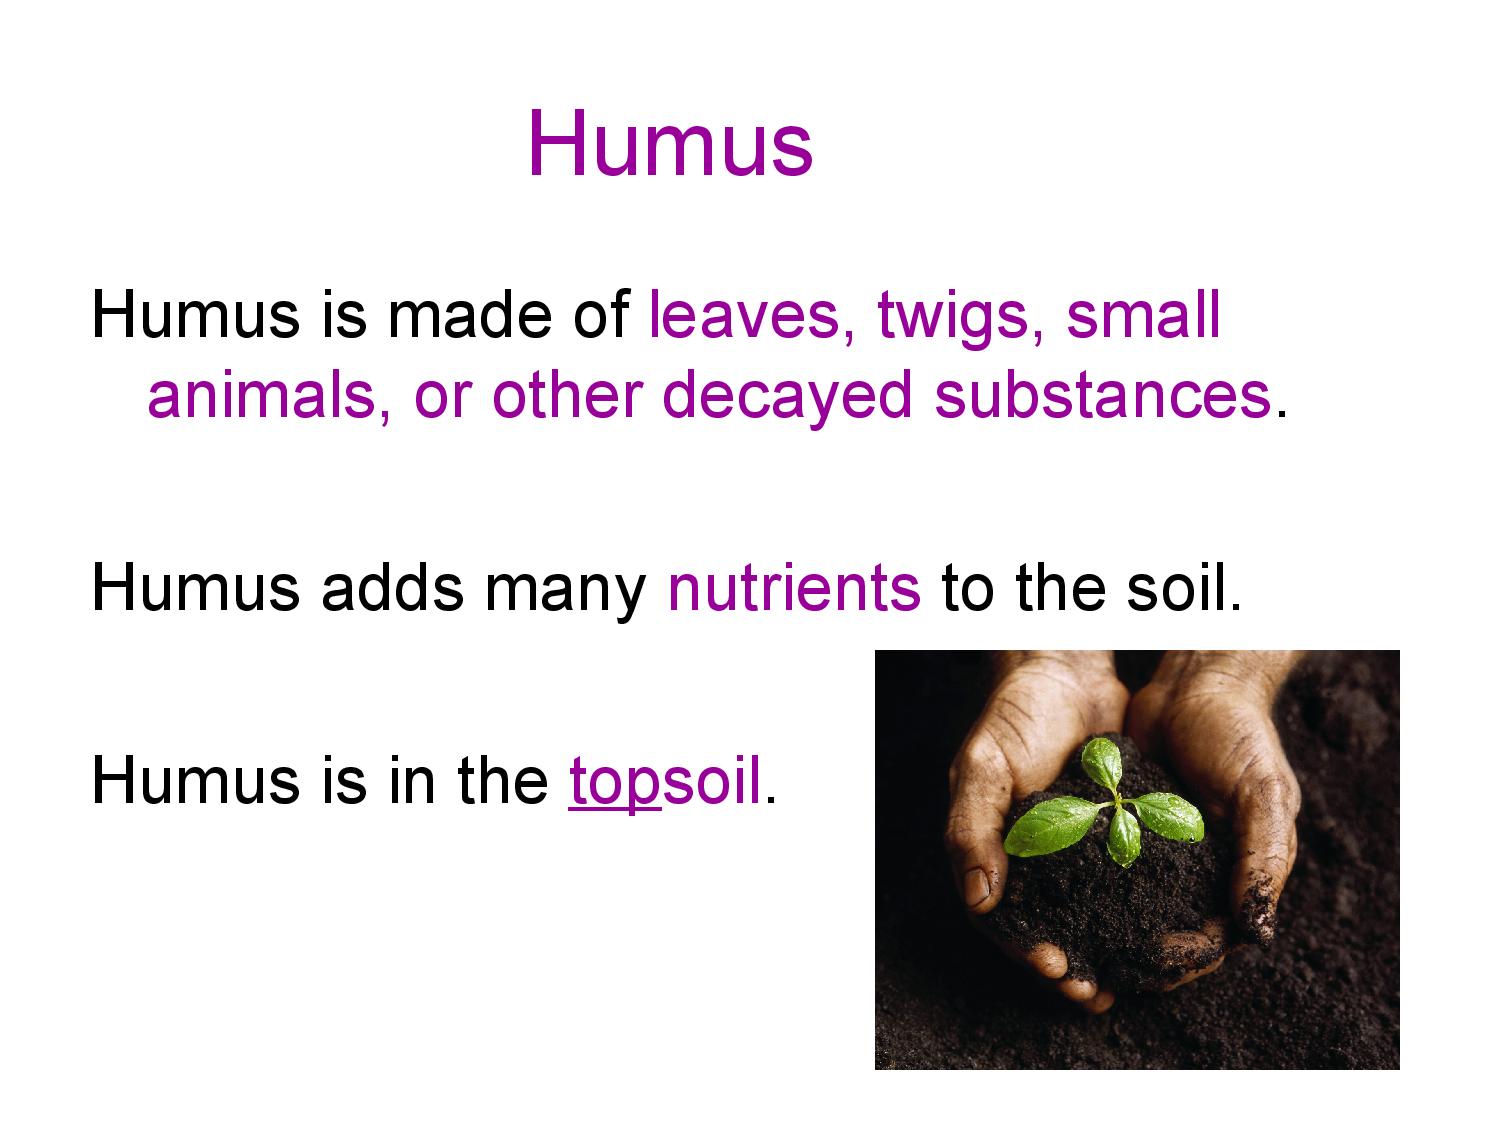 Humus
Humus is made of leaves, twigs, small
animals, or other decayed substances.
Humus adds many nutrients to the soil.
Humus is in the topsoil.